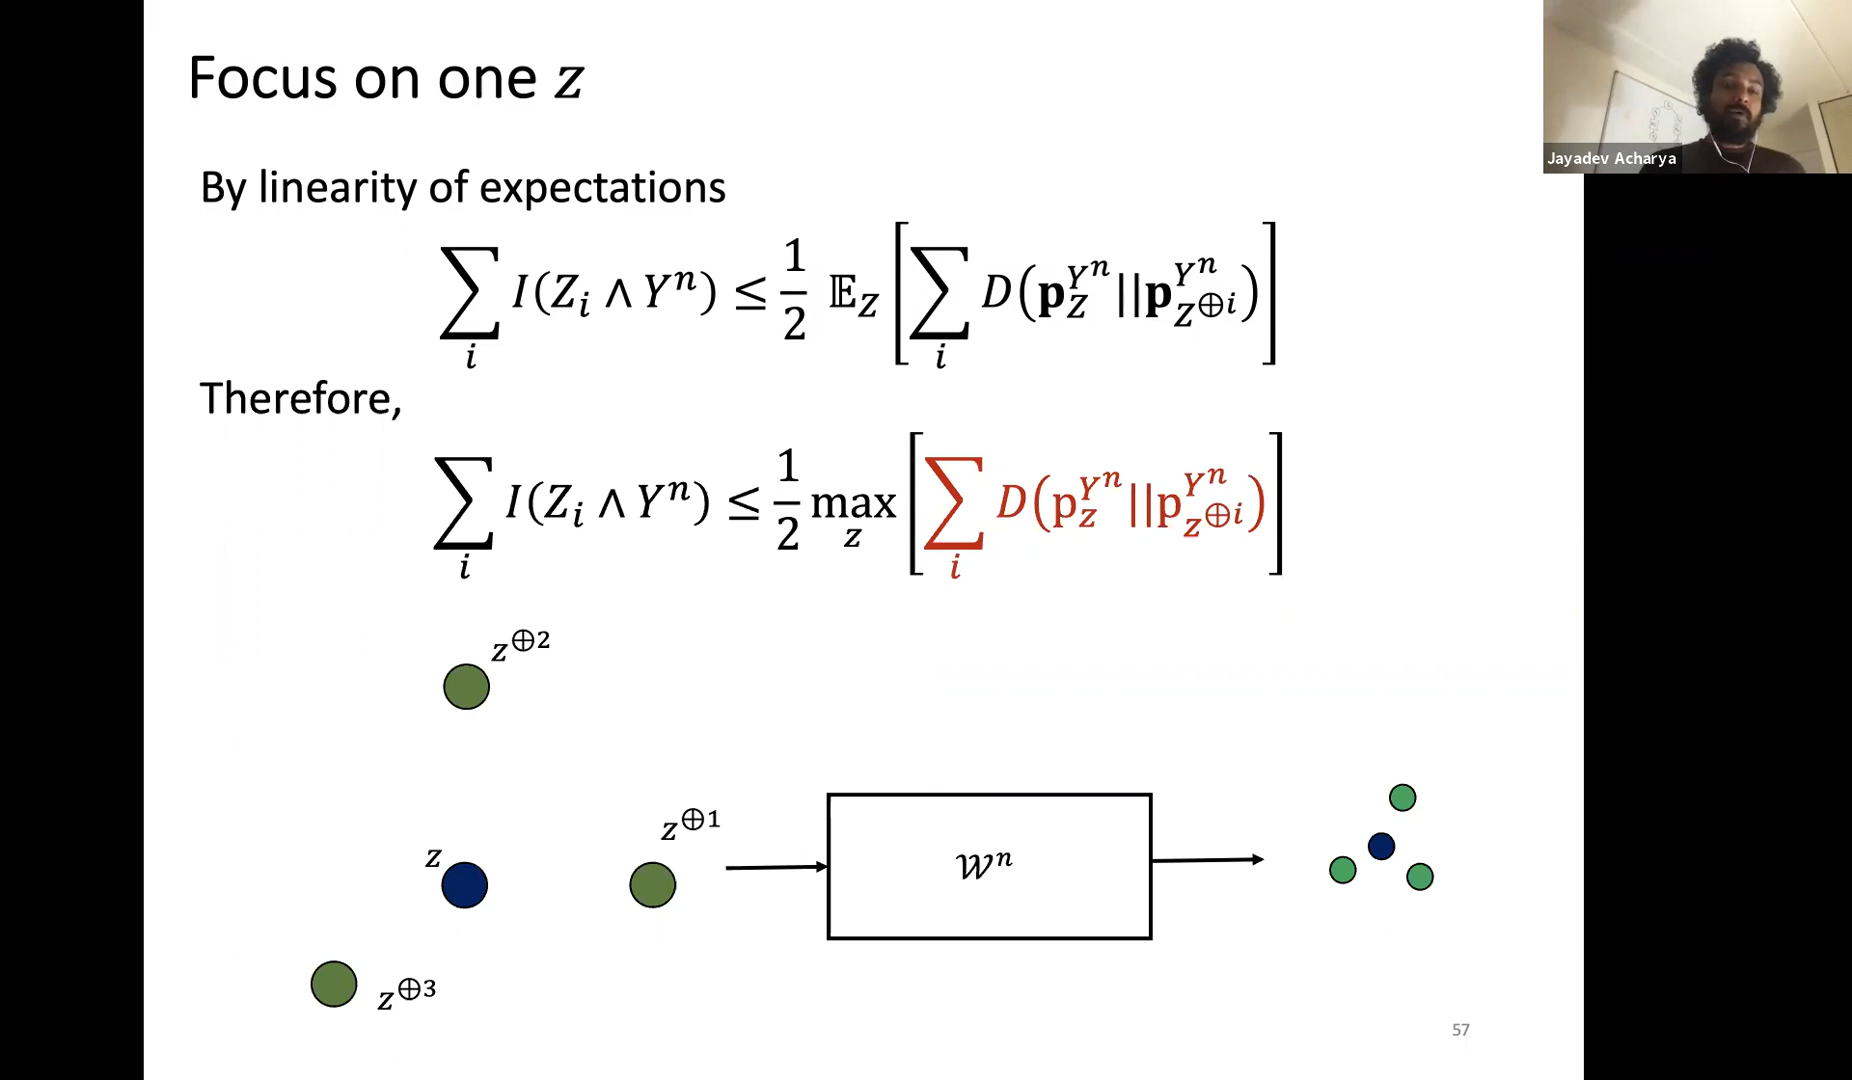 Focus on one z
Jayadev Acharya
By linearity of expectations
∑_i I(Z_i ∧ Y^n) ≤ 1/2 𝔼_Z [∑_i D(𝐩_Z^{Y^n} || 𝐩_{Z^{⊕i}}^{Y^n})]
Therefore,
∑_i I(Z_i ∧ Y^n) ≤ 1/2 max_z [∑_i D(p_z^{Y^n} || p_{z^{⊕i}}^{Y^n})]
z^{⊕2}
z^{⊕1}
z
𝒲^n
z^{⊕3}
57